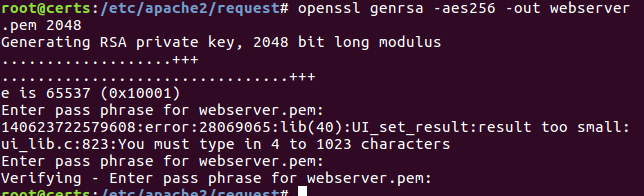 root@certs:/etc/apache2/request# openssl genrsa -aes256 -out webserver
.pem 2048
Generating RSA private key, 2048 bit long modulus
...................+++
................................+++
e is 65537 (0x10001)
Enter pass phrase for webserver.pem:
140623722579608:error:28069065:lib(40):UI_set_result:result too small:
ui_lib.c:823:You must type in 4 to 1023 characters
Enter pass phrase for webserver.pem:
Verifying - Enter pass phrase for webserver.pem:
root@certs:/etc/apache2/request#